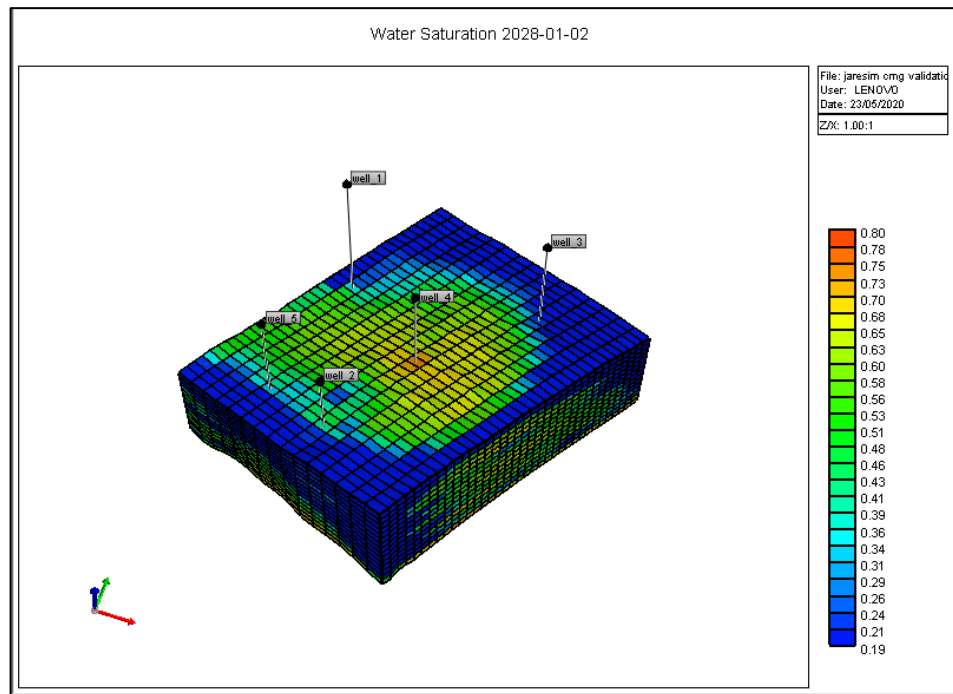 Water Saturation 2028-01-02
File: jaresim cmg validatio
User: LENOVO
Date: 23/05/2020
Z/X: 1.00:1
well_1
well_3
well_4
well_5
well_2
0.80
0.78
0.75
0.73
0.70
0.68
0.65
0.63
0.60
0.58
0.56
0.53
0.51
0.48
0.46
0.43
0.41
0.39
0.36
0.34
0.31
0.29
0.26
0.24
0.21
0.19